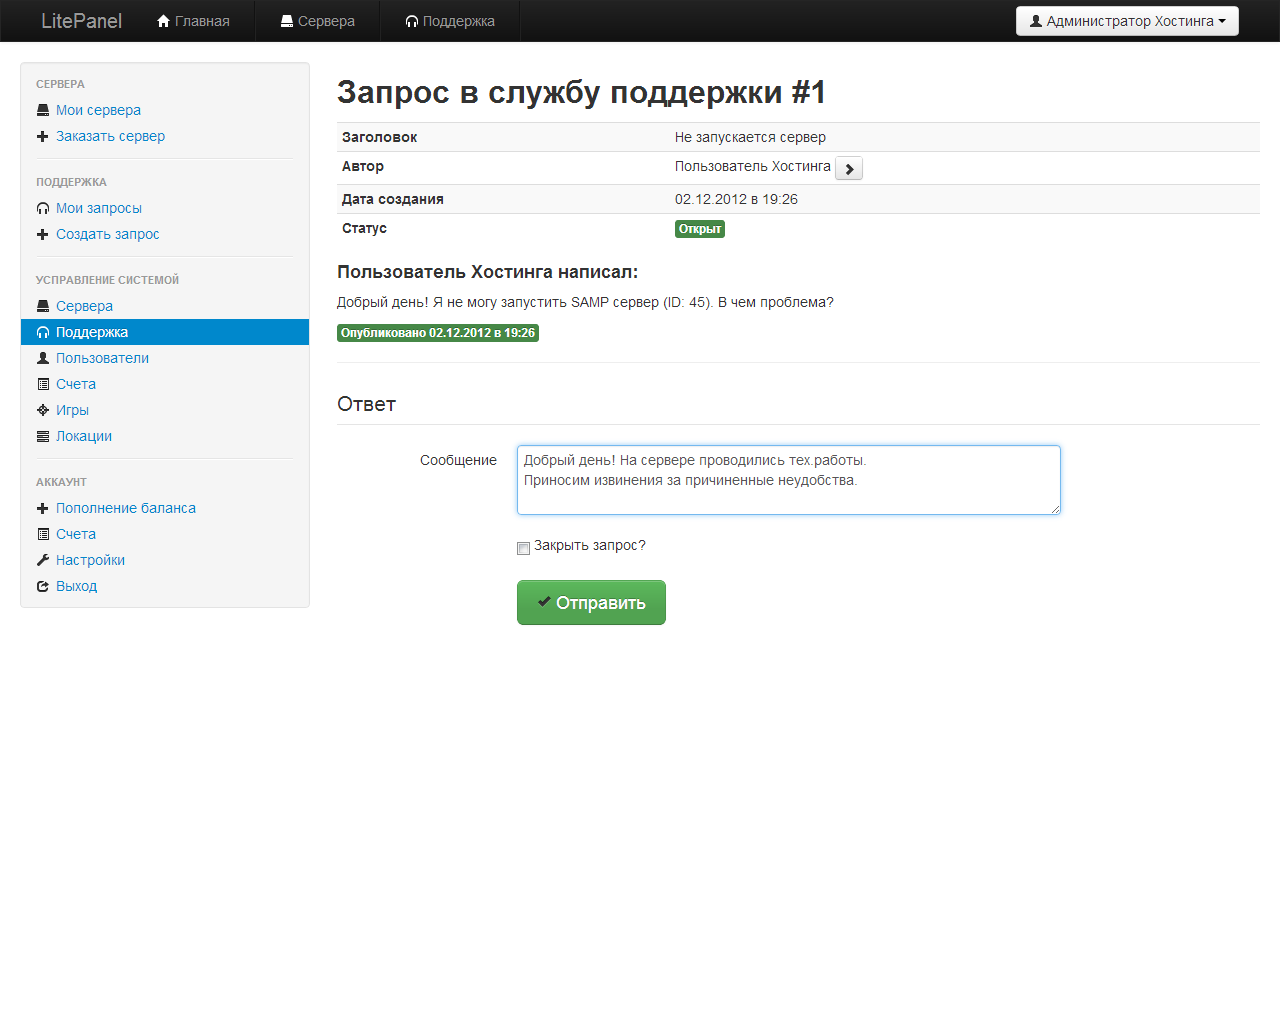 LitePanel Главная Сервера Поддержка Администратор Хостинга
СЕРВЕРА
Мои сервера
Заказать сервер
ПОДДЕРЖКА
Мои запросы
Создать запрос
УСПРАВЛЕНИЕ СИСТЕМОЙ
Сервера
Поддержка
Пользователи
Счета
Игры
Локации
АККАУНТ
Пополнение баланса
Счета
Настройки
Выход
Запрос в службу поддержки #1
Заголовок Не запускается сервер
Автор Пользователь Хостинга
Дата создания 02.12.2012 в 19:26
Статус Открыт
Пользователь Хостинга написал:
Добрый день! Я не могу запустить SAMP сервер (ID: 45). В чем проблема?
Опубликовано 02.12.2012 в 19:26
Ответ
Сообщение Добрый день! На сервере проводились тех.работы.
Приносим извинения за причиненные неудобства.
Закрыть запрос?
Отправить